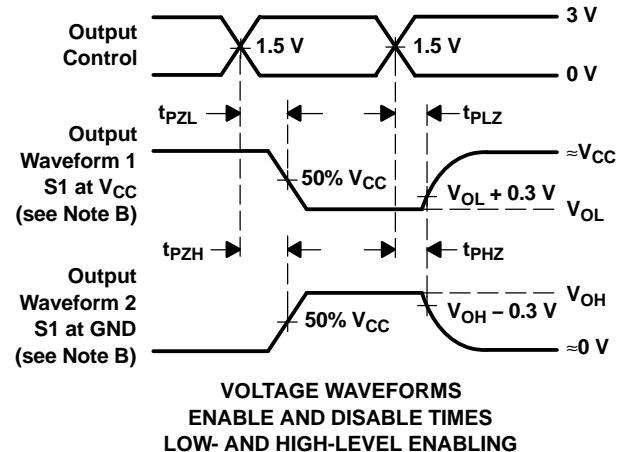 Output
Control
1.5 V
1.5 V
3 V
0 V
tPZL
tPLZ
Output
Waveform 1
S1 at VCC
(see Note B)
50% VCC
≈VCC
VOL + 0.3 V
VOL
tPZH
tPHZ
Output
Waveform 2
S1 at GND
(see Note B)
50% VCC
VOH
VOH − 0.3 V
≈0 V
VOLTAGE WAVEFORMS
ENABLE AND DISABLE TIMES
LOW- AND HIGH-LEVEL ENABLING